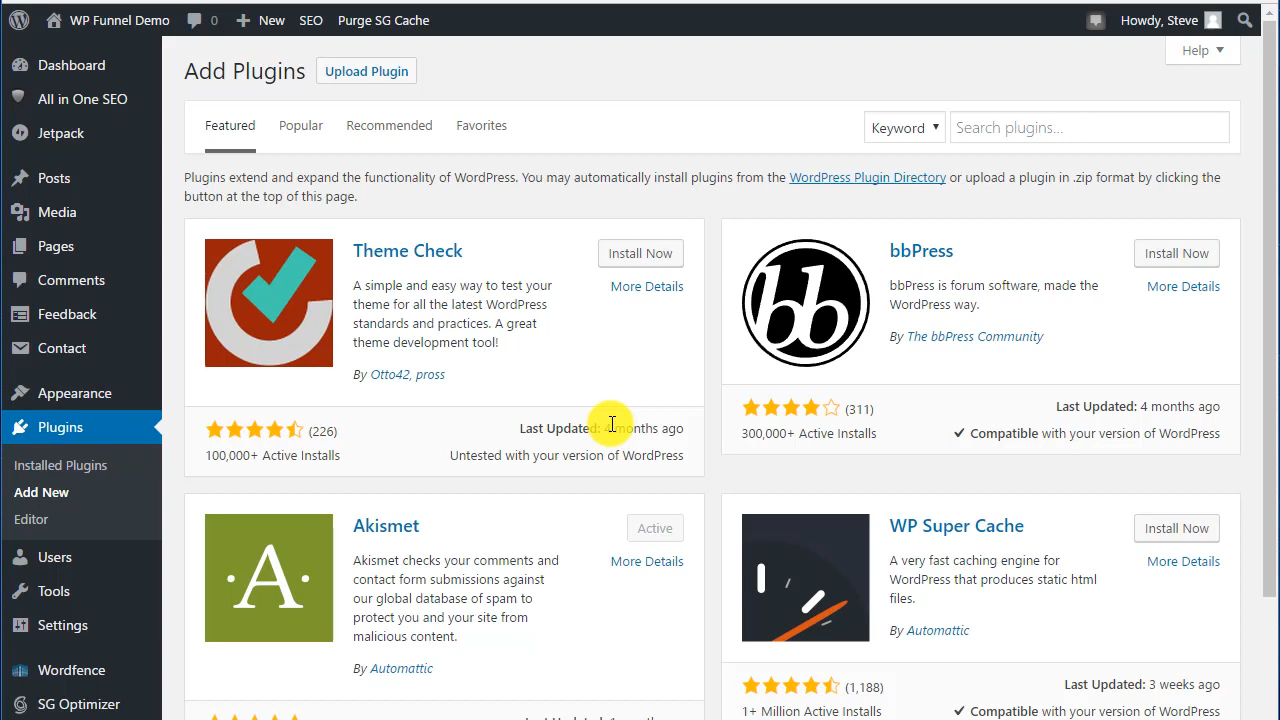 WP Funnel Demo 0 New SEO Purge SG Cache Howdy, Steve
Help
Dashboard
All in One SEO
Jetpack
Posts
Media
Pages
Comments
Feedback
Contact
Appearance
Plugins
Installed Plugins
Add New
Editor
Users
Tools
Settings
Wordfence
SG Optimizer
Add Plugins Upload Plugin
Featured Popular Recommended Favorites Keyword Search plugins...
Plugins extend and expand the functionality of WordPress. You may automatically install plugins from the WordPress Plugin Directory or upload a plugin in .zip format by clicking the
button at the top of this page.
Theme Check
Install Now
More Details
A simple and easy way to test your
theme for all the latest WordPress
standards and practices. A great
theme development tool!
By Otto42, pross
(226)
Last Updated: 4 months ago
100,000+ Active Installs
Untested with your version of WordPress
bb
bbPress
Install Now
More Details
bbPress is forum software, made the
WordPress way.
By The bbPress Community
(311)
Last Updated: 4 months ago
300,000+ Active Installs
Compatible with your version of WordPress
·A·
Akismet
Active
More Details
Akismet checks your comments and
contact form submissions against
our global database of spam to
protect you and your site from
malicious content.
By Automattic
WP Super Cache
Install Now
More Details
A very fast caching engine for
WordPress that produces static html
files.
By Automattic
(1,188)
Last Updated: 3 weeks ago
1+ Million Active Installs
Compatible with your version of WordPress